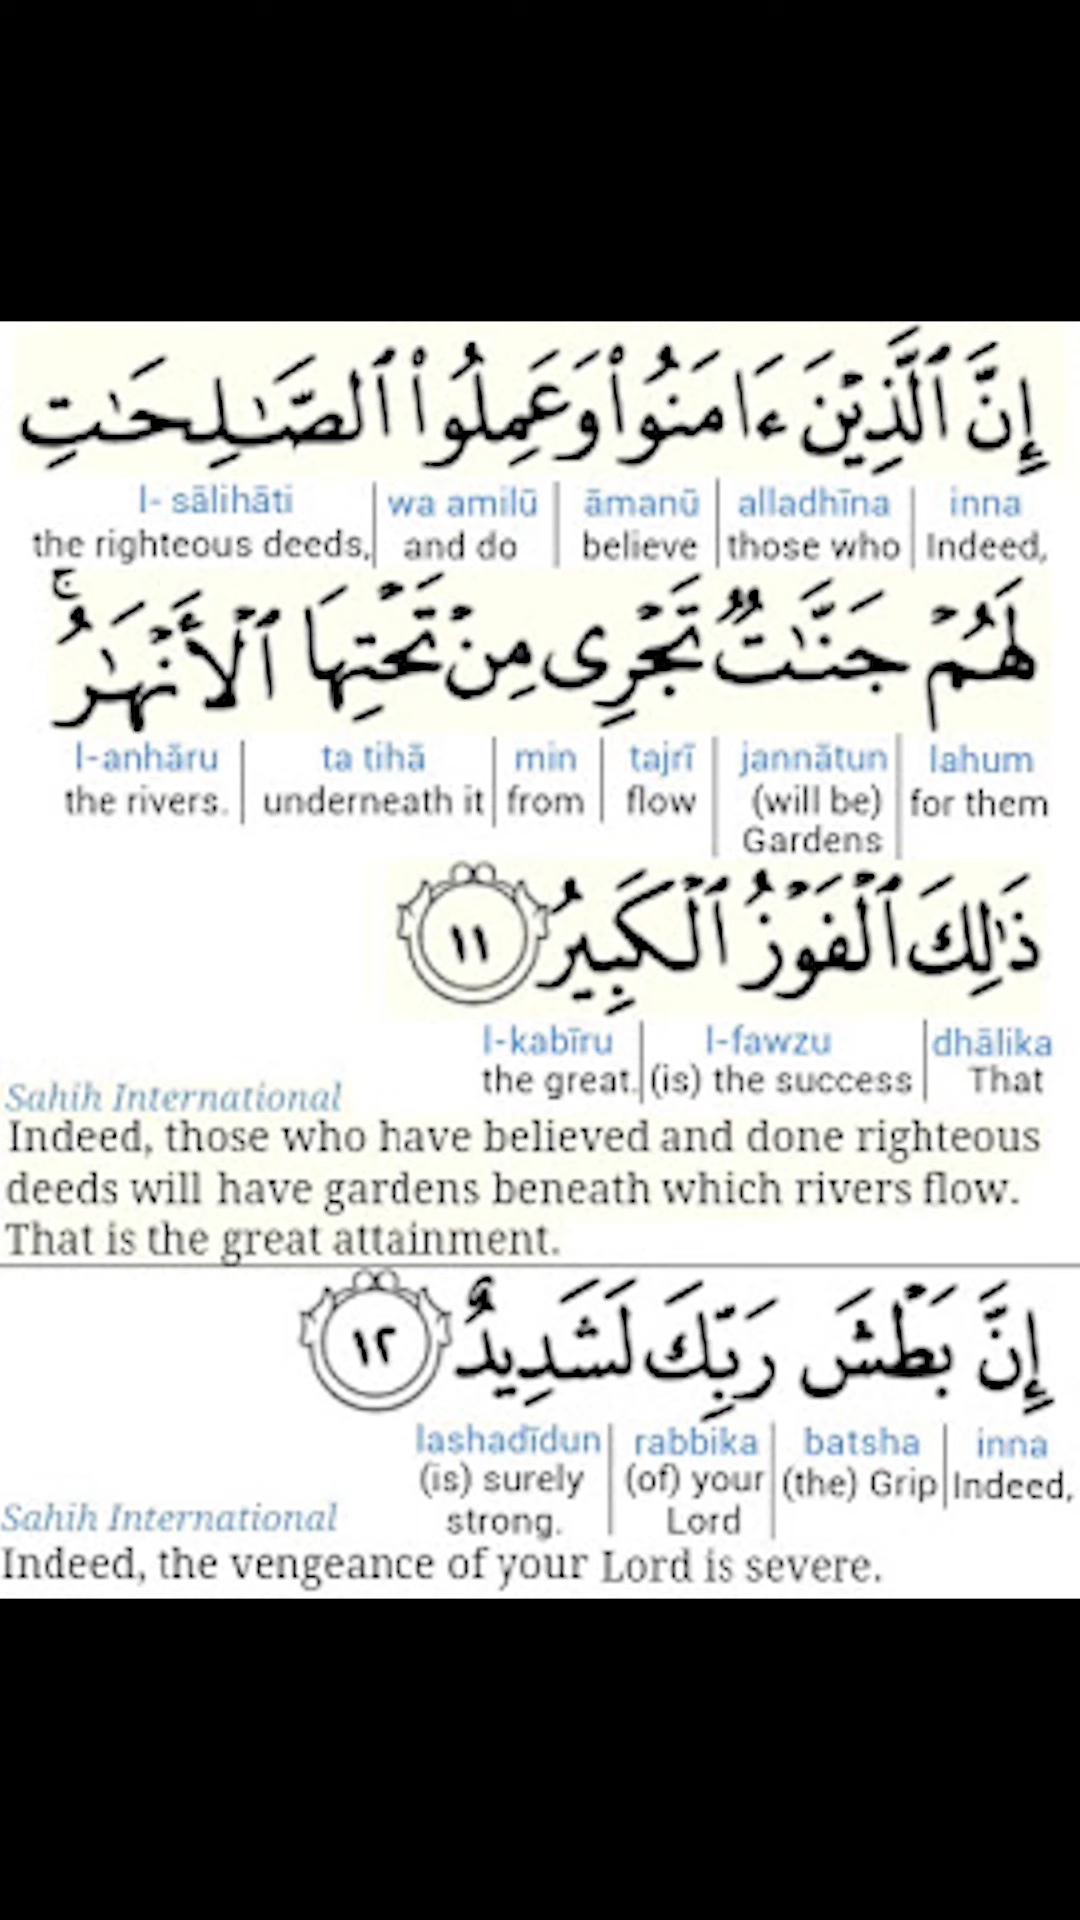 إِنَّ ٱلَّذِينَ ءَامَنُوا۟ وَعَمِلُوا۟ ٱلصَّـٰلِحَـٰتِ
l- sālihāti | wa amilū | āmanū | alladhīna | inna
the righteous deeds, | and do | believe | those who | Indeed,
لَهُمْ جَنَّـٰتٌ تَجْرِى مِن تَحْتِهَا ٱلْأَنْهَـٰرُ ۚ
l-anhāru | ta tihā | min | tajrī | jannātun | lahum
the rivers. | underneath it | from | flow | (will be) | for them
Gardens
ذَٰلِكَ ٱلْفَوْزُ ٱلْكَبِيرُ ١١
l-kabīru | l-fawzu | dhālika
the great. | (is) the success | That
Sahih International
Indeed, those who have believed and done righteous
deeds will have gardens beneath which rivers flow.
That is the great attainment.
إِنَّ بَطْشَ رَبِّكَ لَشَدِيدٌ ١٢
lashadīdun | rabbika | batsha | inna
(is) surely | (of) your | (the) Grip | Indeed,
strong. | Lord
Sahih International
Indeed, the vengeance of your Lord is severe.